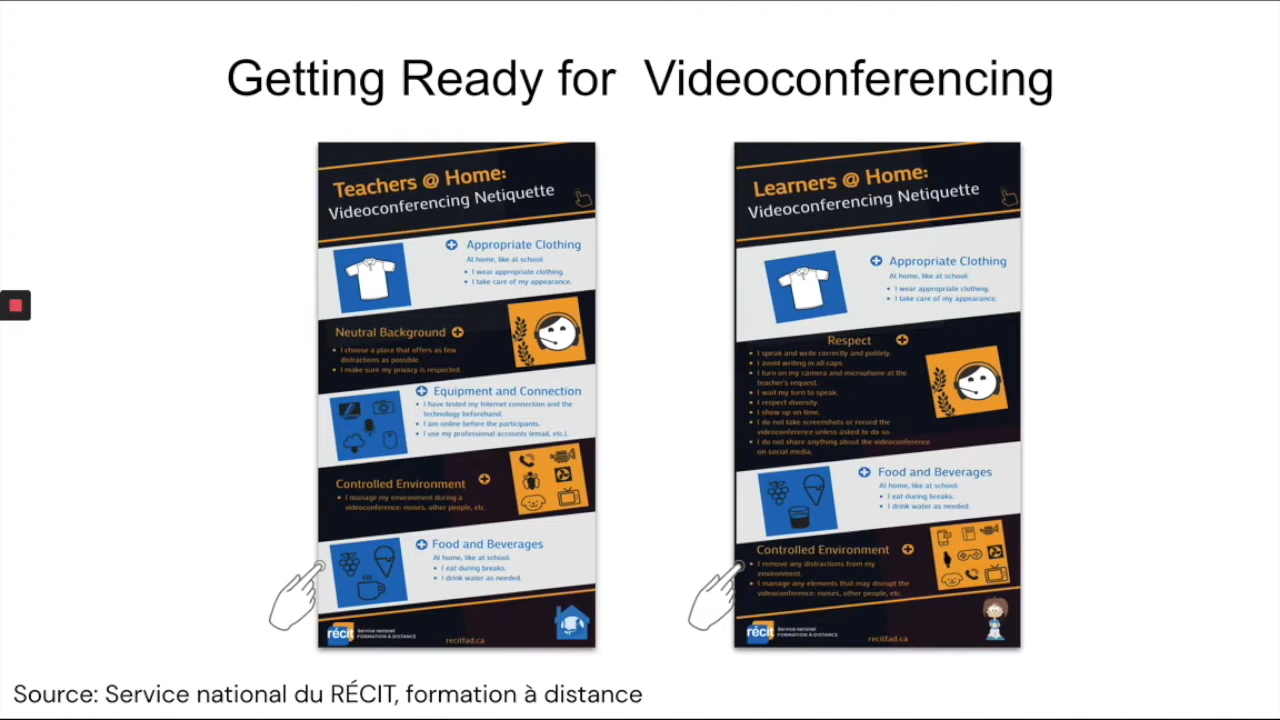 Getting Ready for Videoconferencing
Teachers @ Home:
Videoconferencing Netiquette
Appropriate Clothing
At home, like at school:
• I wear appropriate clothing.
• I take care of my appearance.
Neutral Background
• I choose a place that offers as few
distractions as possible.
• I make sure my privacy is respected.
Equipment and Connection
• I have tested my Internet connection and the
technology beforehand.
• I am online before the participants.
• I use my professional accounts (email, etc.).
Controlled Environment
• I manage my environment during a
videoconference: noises, other people, etc.
Food and Beverages
At home, like at school:
• I eat during breaks.
• I drink water as needed.
récit
Service national
FORMATION À DISTANCE
recitfad.ca
Learners @ Home:
Videoconferencing Netiquette
Appropriate Clothing
At home, like at school:
• I wear appropriate clothing.
• I take care of my appearance.
Respect
• I speak and write correctly and politely.
• I avoid writing in all caps.
• I turn on my camera and microphone at the
teacher's request.
• I wait my turn to speak.
• I respect diversity.
• I show up on time.
• I do not take screenshots or record the
videoconference unless asked to do so.
• I do not share anything about the videoconference
on social media.
Food and Beverages
At home, like at school:
• I eat during breaks.
• I drink water as needed.
Controlled Environment
• I remove any distractions from my
environment.
• I manage any elements that may disrupt the
videoconference: noises, other people, etc.
récit
Service national
FORMATION À DISTANCE
recitfad.ca
Source: Service national du RÉCIT, formation à distance